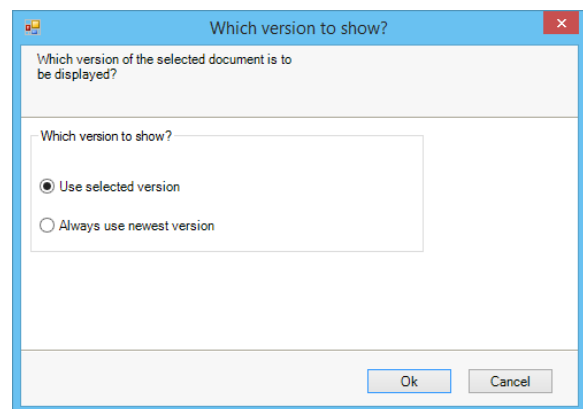 Which version to show?
Which version of the selected document is to
be displayed?
Which version to show?
Use selected version
Always use newest version
Ok
Cancel